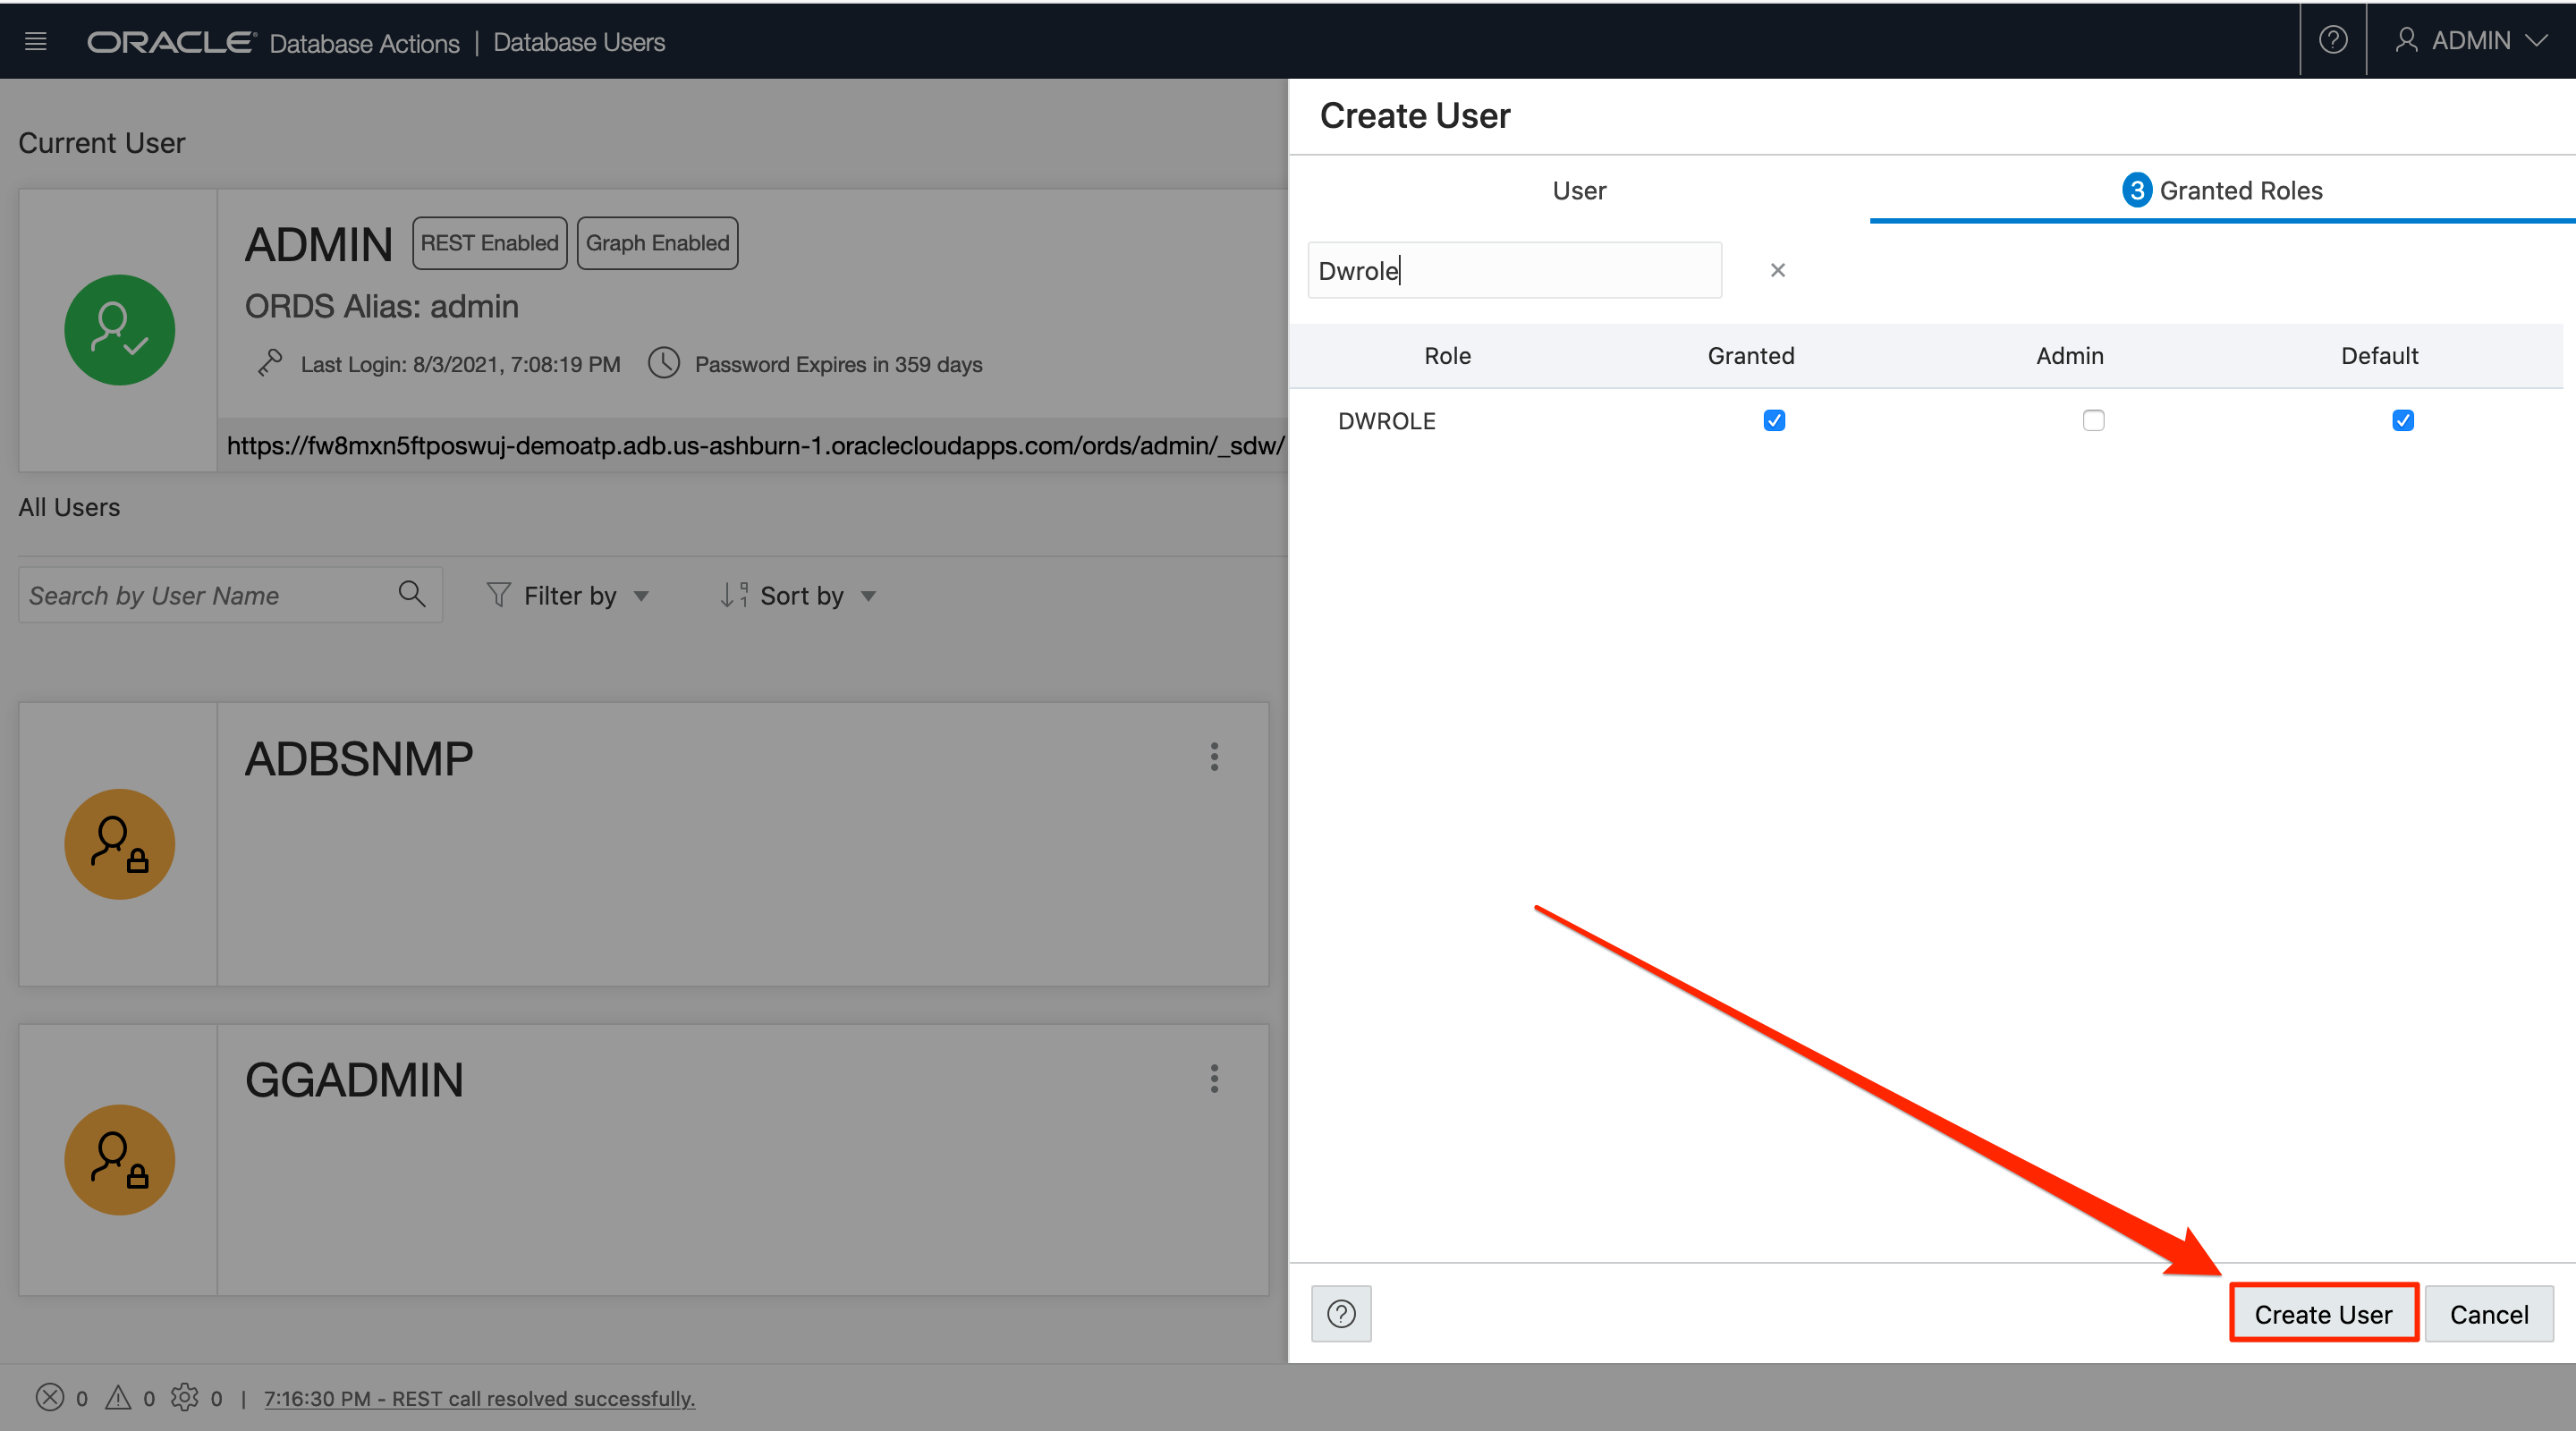 ORACLE Database Actions | Database Users
ADMIN
Current User
ADMIN REST Enabled Graph Enabled
ORDS Alias: admin
Last Login: 8/3/2021, 7:08:19 PM Password Expires in 359 days
https://fw8mxn5ftposwuj-demoatp.adb.us-ashburn-1.oraclecloudapps.com/ords/admin/_sdw/
All Users
Search by User Name Filter by Sort by
ADBSNMP
GGADMIN
Create User
User 3 Granted Roles
Dwrole
Role Granted Admin Default
DWROLE
Create User Cancel
0 0 0 | 7:16:30 PM - REST call resolved successfully.